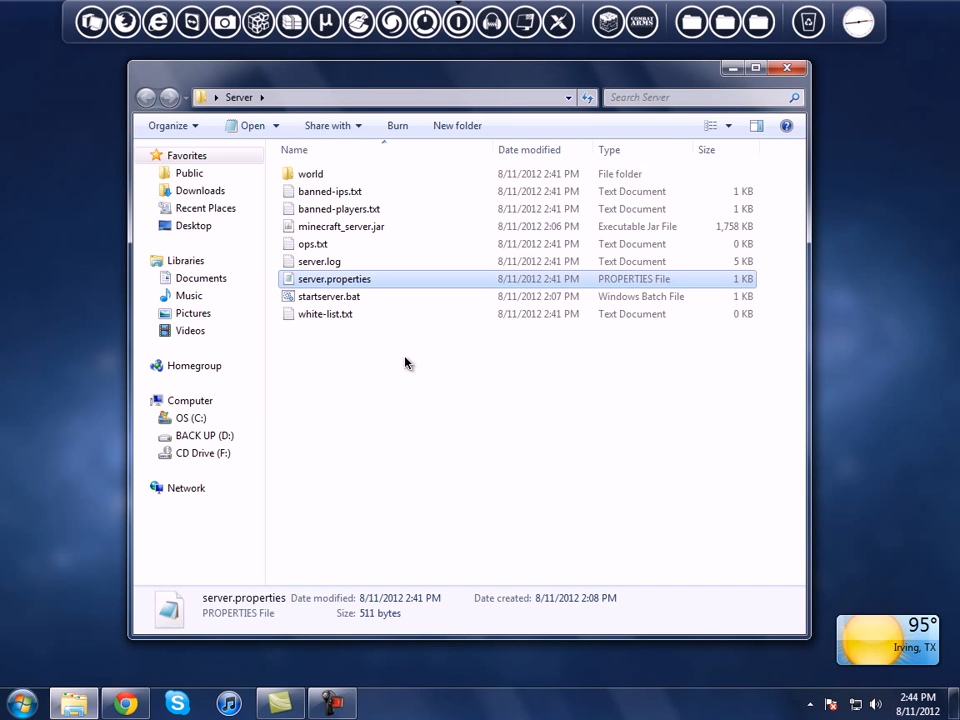 COMBAT
ARMS
Server
Search Server
Organize
Open
Share with
Burn
New folder
Name
Date modified
Type
Size
Favorites
Public
Downloads
Recent Places
Desktop
Libraries
Documents
Music
Pictures
Videos
Homegroup
Computer
OS (C:)
BACK UP (D:)
CD Drive (F:)
Network
world 8/11/2012 2:41 PM File folder
banned-ips.txt 8/11/2012 2:41 PM Text Document 1 KB
banned-players.txt 8/11/2012 2:41 PM Text Document 1 KB
minecraft_server.jar 8/11/2012 2:06 PM Executable Jar File 1,758 KB
ops.txt 8/11/2012 2:41 PM Text Document 0 KB
server.log 8/11/2012 2:41 PM Text Document 5 KB
server.properties 8/11/2012 2:41 PM PROPERTIES File 1 KB
startserver.bat 8/11/2012 2:07 PM Windows Batch File 1 KB
white-list.txt 8/11/2012 2:41 PM Text Document 0 KB
server.properties Date modified: 8/11/2012 2:41 PM Date created: 8/11/2012 2:08 PM
PROPERTIES File Size: 511 bytes
95°
Irving, TX
2:44 PM
8/11/2012